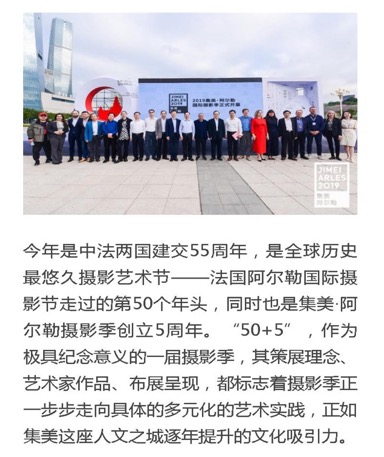 JIMEI
ARLES
2019
2019集美·阿尔勒
国际摄影季正式开幕
JIMEI
ARLES
2019
集美
阿尔勒
今年是中法两国建交55周年，是全球历史
最悠久摄影艺术节——法国阿尔勒国际摄
影节走过的第50个年头，同时也是集美·阿
尔勒摄影季创立5周年。“50+5”，作为
极具纪念意义的一届摄影季，其策展理念、
艺术家作品、布展呈现，都标志着摄影季正
一步步走向具体的多元化的艺术实践，正如
集美这座人文之城逐年提升的文化吸引力。